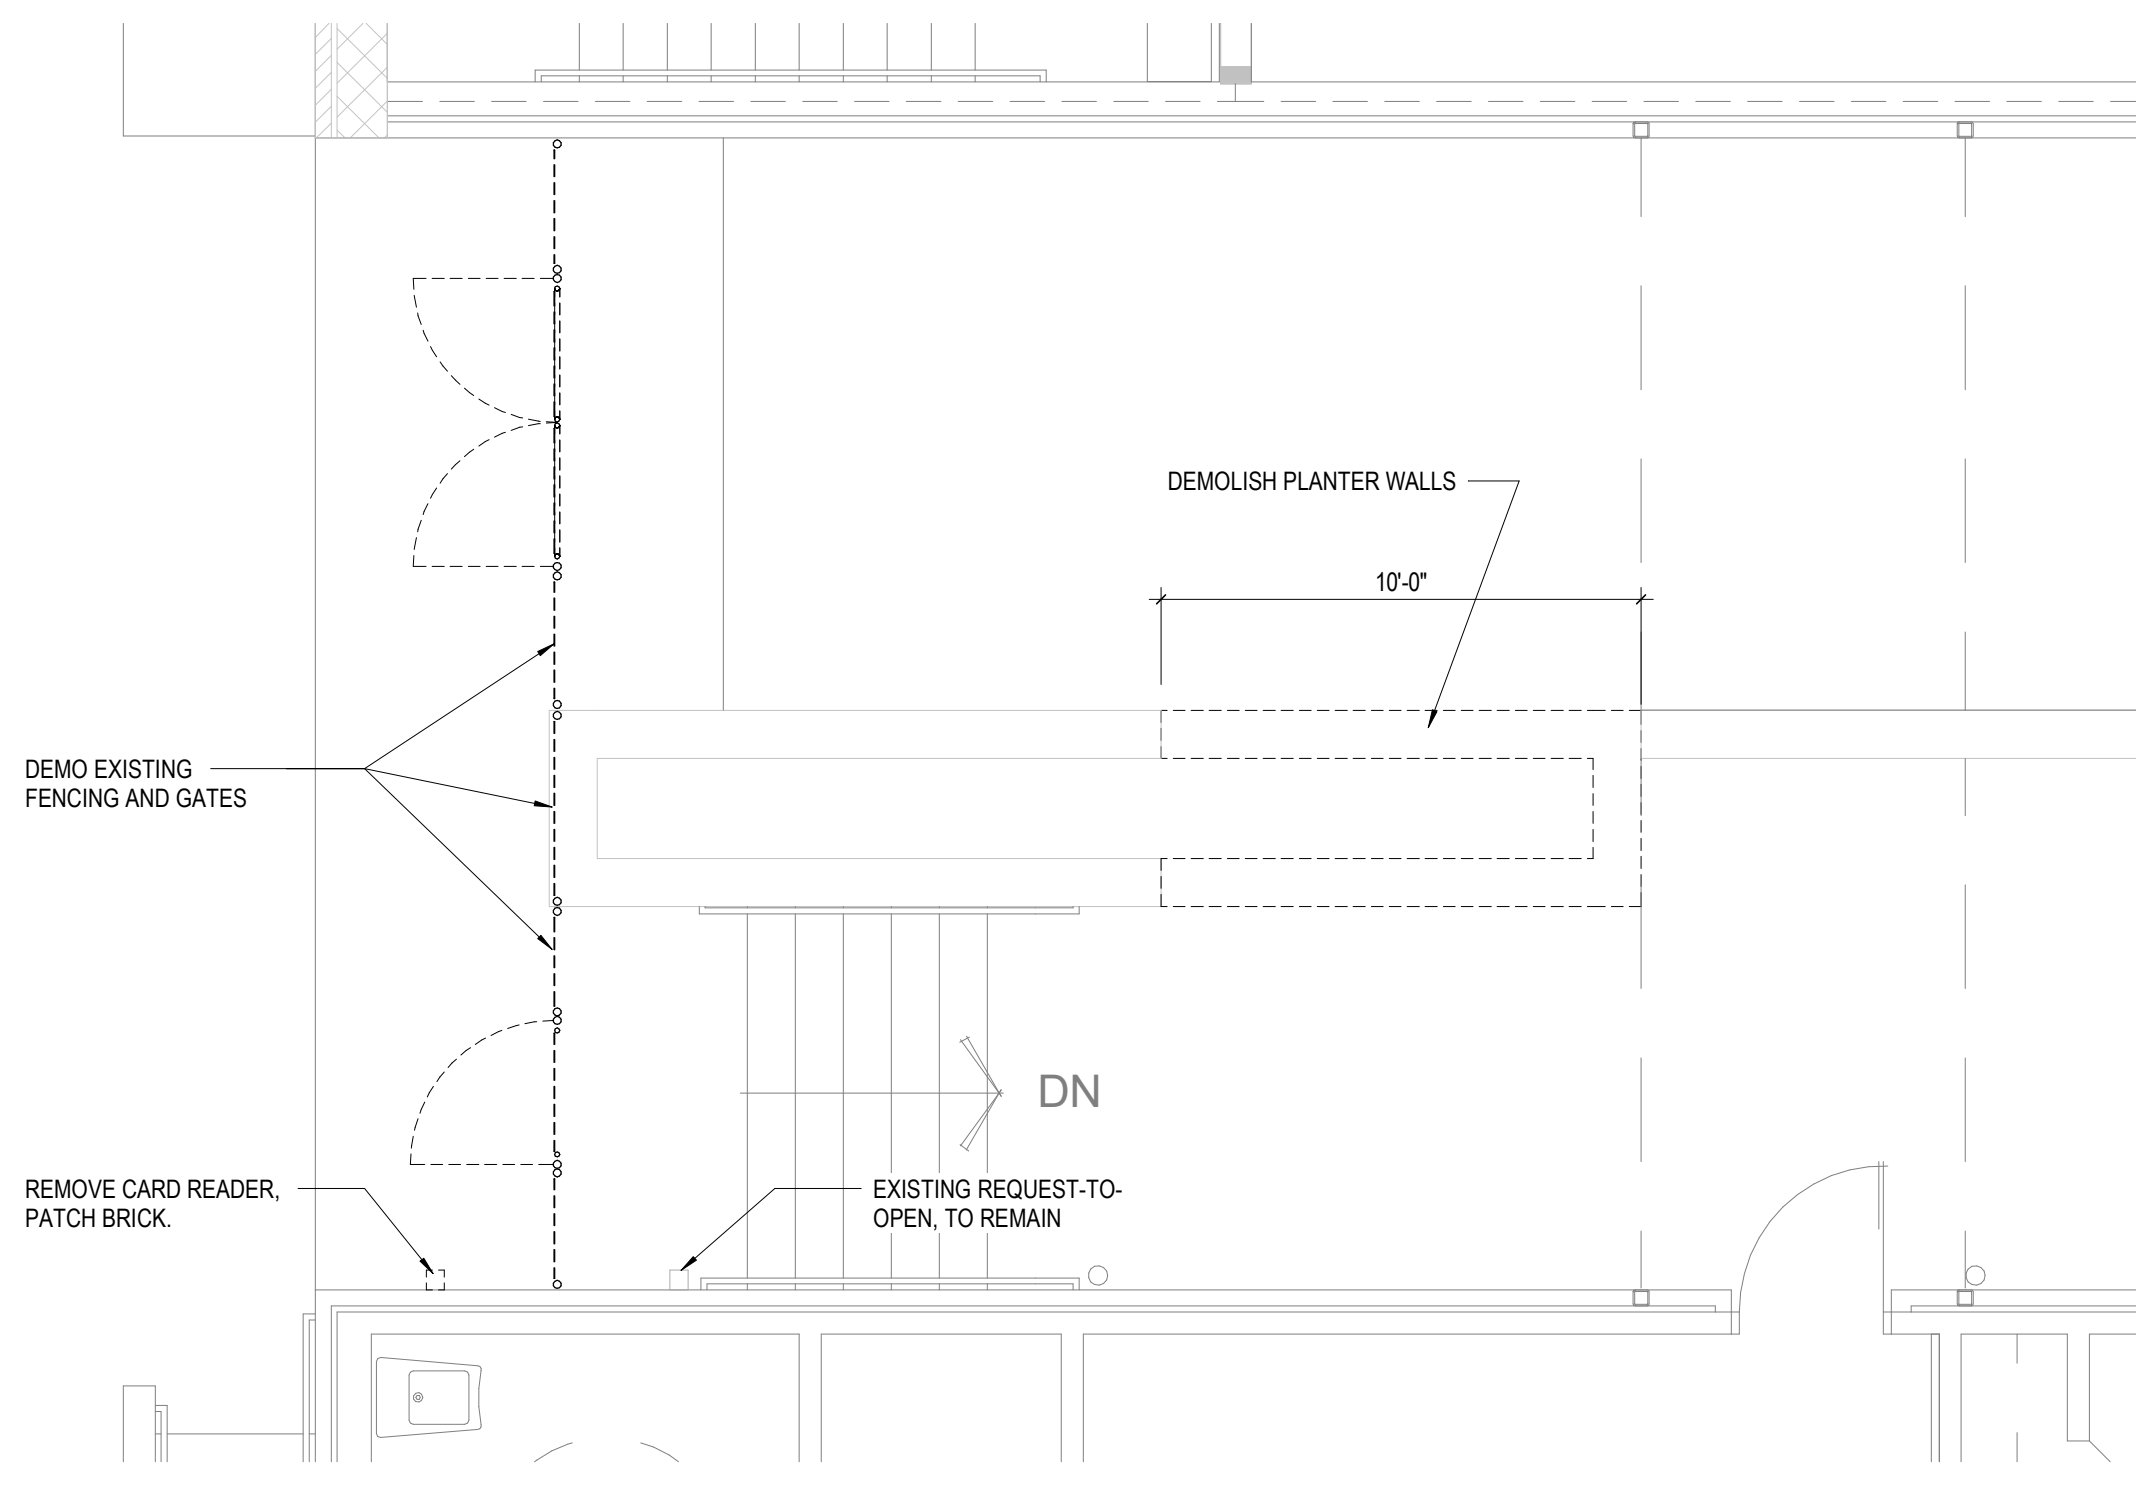 DEMOLISH PLANTER WALLS
10'-0"
DEMO EXISTING
FENCING AND GATES
DN
REMOVE CARD READER,
PATCH BRICK.
EXISTING REQUEST-TO-
OPEN, TO REMAIN